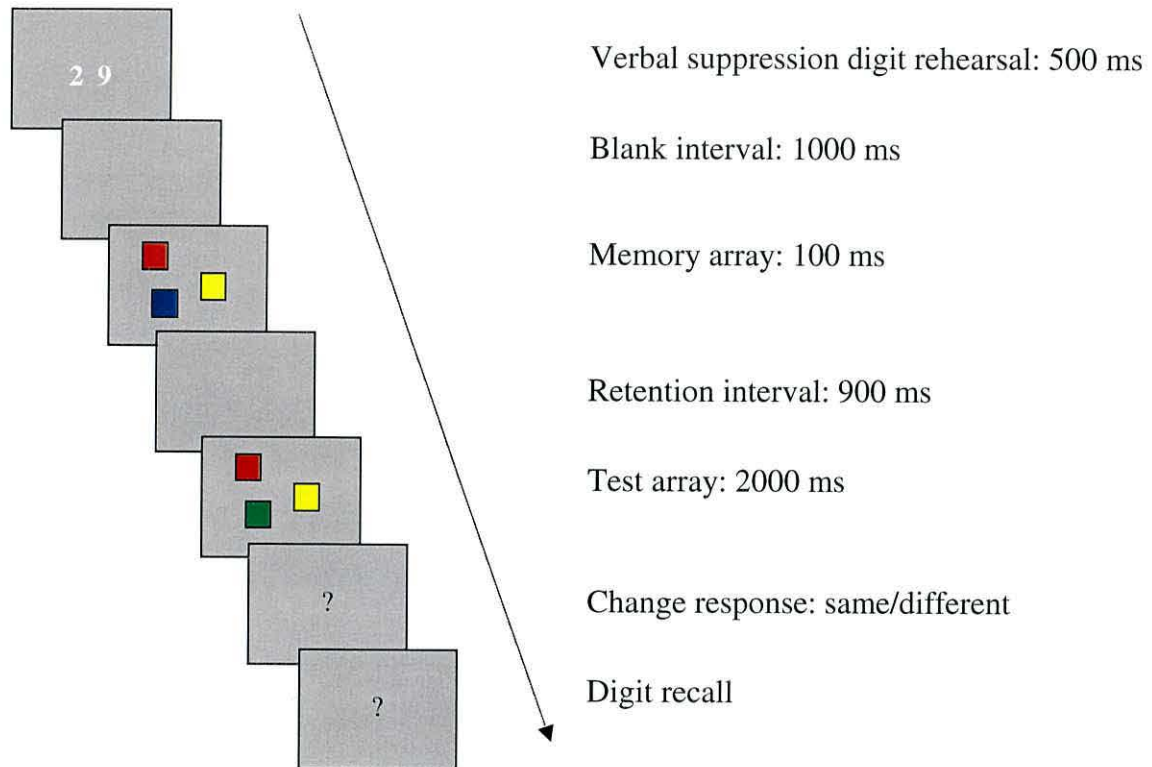 2 9
Verbal suppression digit rehearsal: 500 ms
Blank interval: 1000 ms
Memory array: 100 ms
Retention interval: 900 ms
Test array: 2000 ms
?
Change response: same/different
?
Digit recall